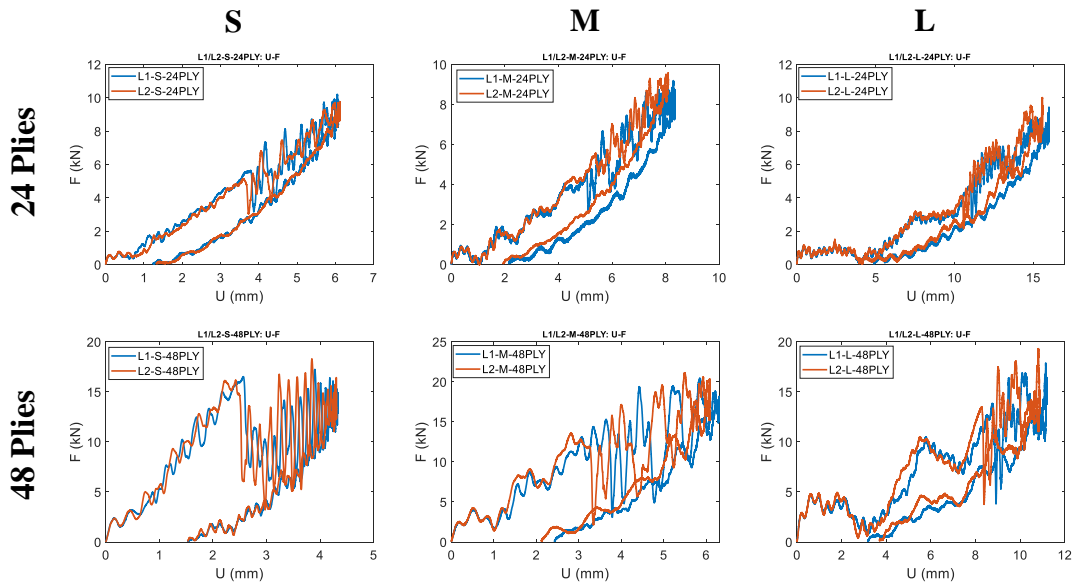 S M L
24 Plies
L1/L2-S-24PLY: U-F
L1-S-24PLY
L2-S-24PLY
F (kN)
12
10
8
6
4
2
0
0 1 2 3 4 5 6 7
U (mm)
L1/L2-M-24PLY: U-F
L1-M-24PLY
L2-M-24PLY
F (kN)
10
8
6
4
2
0
0 2 4 6 8 10
U (mm)
L1/L2-L-24PLY: U-F
L1-L-24PLY
L2-L-24PLY
F (kN)
12
10
8
6
4
2
0
0 5 10 15
U (mm)
48 Plies
L1/L2-S-48PLY: U-F
L1-S-48PLY
L2-S-48PLY
F (kN)
20
15
10
5
0
0 1 2 3 4 5
U (mm)
L1/L2-M-48PLY: U-F
L1-M-48PLY
L2-M-48PLY
F (kN)
25
20
15
10
5
0
0 1 2 3 4 5 6
U (mm)
L1/L2-L-48PLY: U-F
L1-L-48PLY
L2-L-48PLY
F (kN)
20
15
10
5
0
0 2 4 6 8 10 12
U (mm)